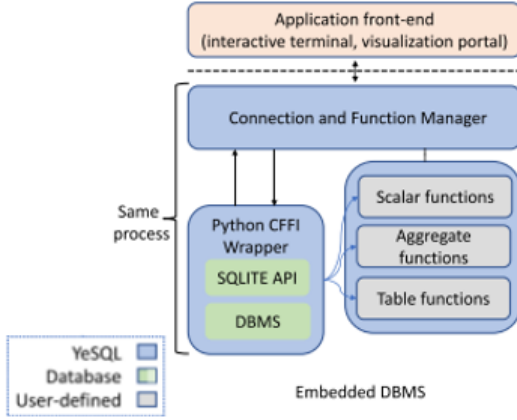 Application front-end
(interactive terminal, visualization portal)
Connection and Function Manager
Same
process
Python CFFI
Wrapper
SQLITE API
DBMS
Scalar functions
Aggregate
functions
Table functions
YeSQL
Database
User-defined
Embedded DBMS